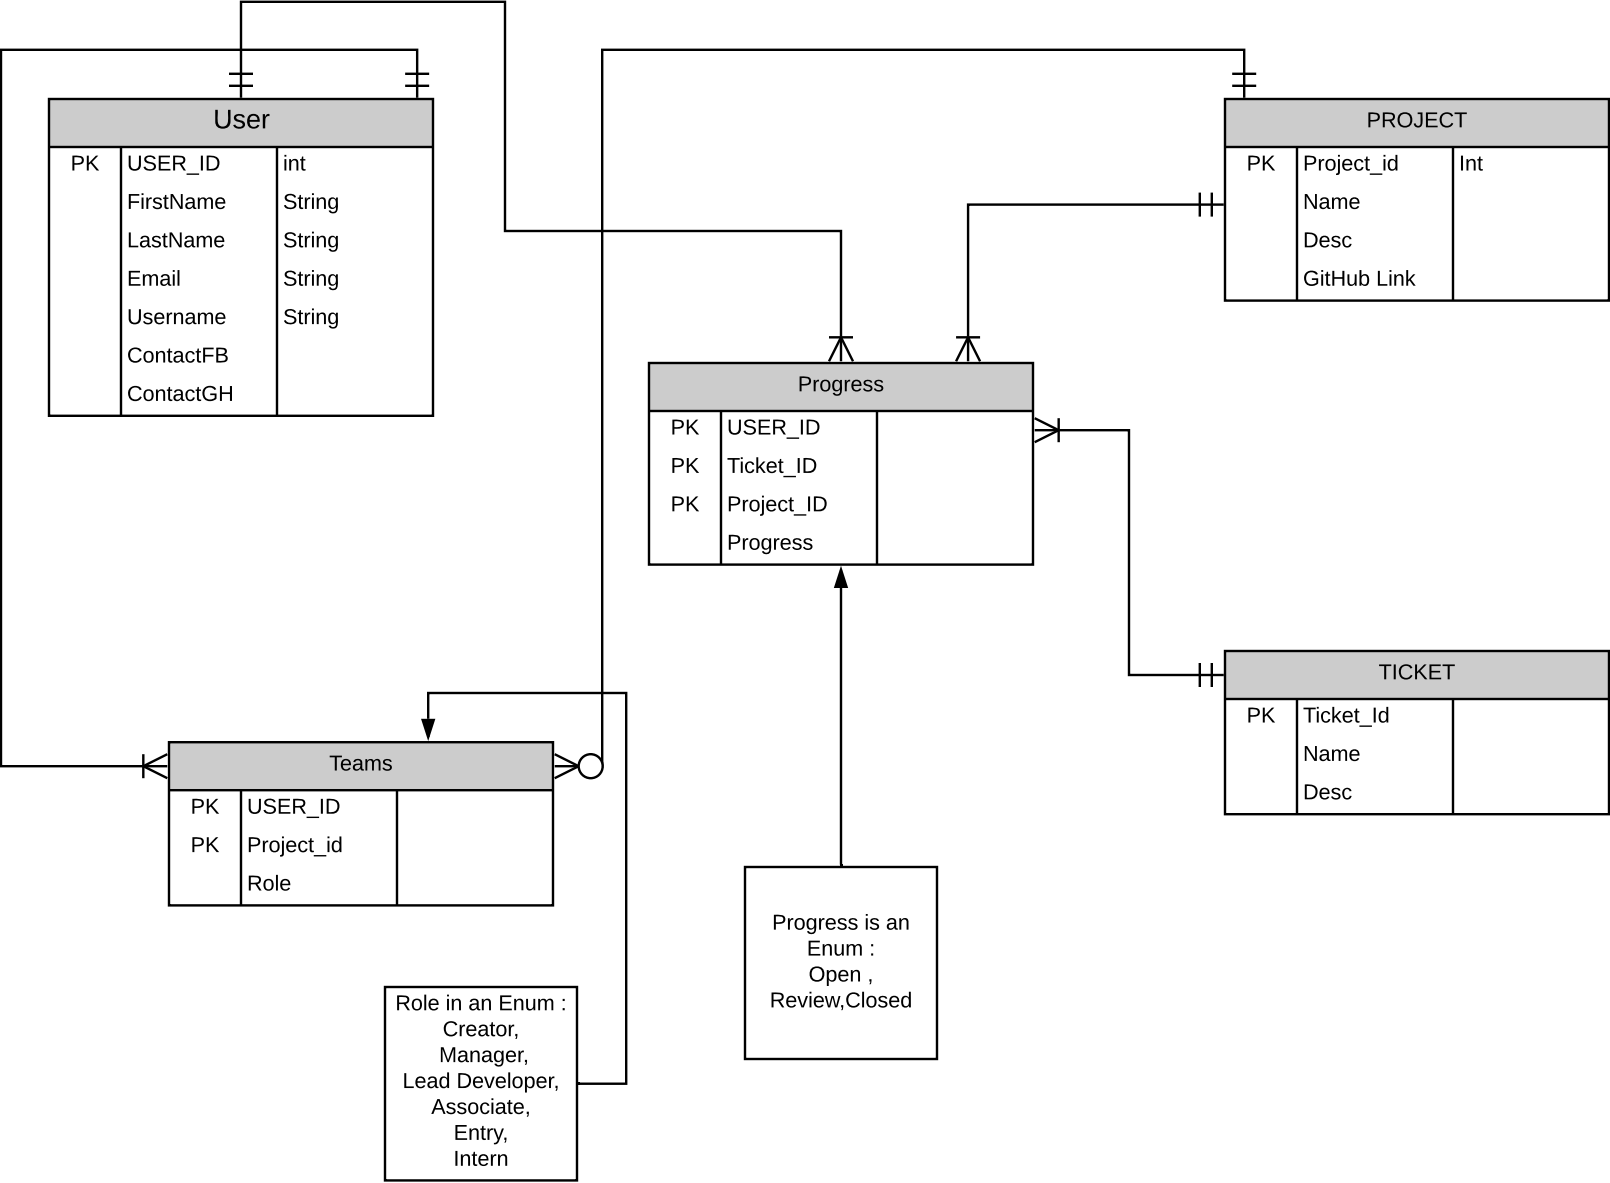 User
PK USER_ID int
FirstName String
LastName String
Email String
Username String
ContactFB
ContactGH
PROJECT
PK Project_id Int
Name
Desc
GitHub Link
Progress
PK USER_ID
PK Ticket_ID
PK Project_ID
Progress
TICKET
PK Ticket_Id
Name
Desc
Teams
PK USER_ID
PK Project_id
Role
Progress is an
Enum :
Open ,
Review,Closed
Role in an Enum :
Creator,
Manager,
Lead Developer,
Associate,
Entry,
Intern